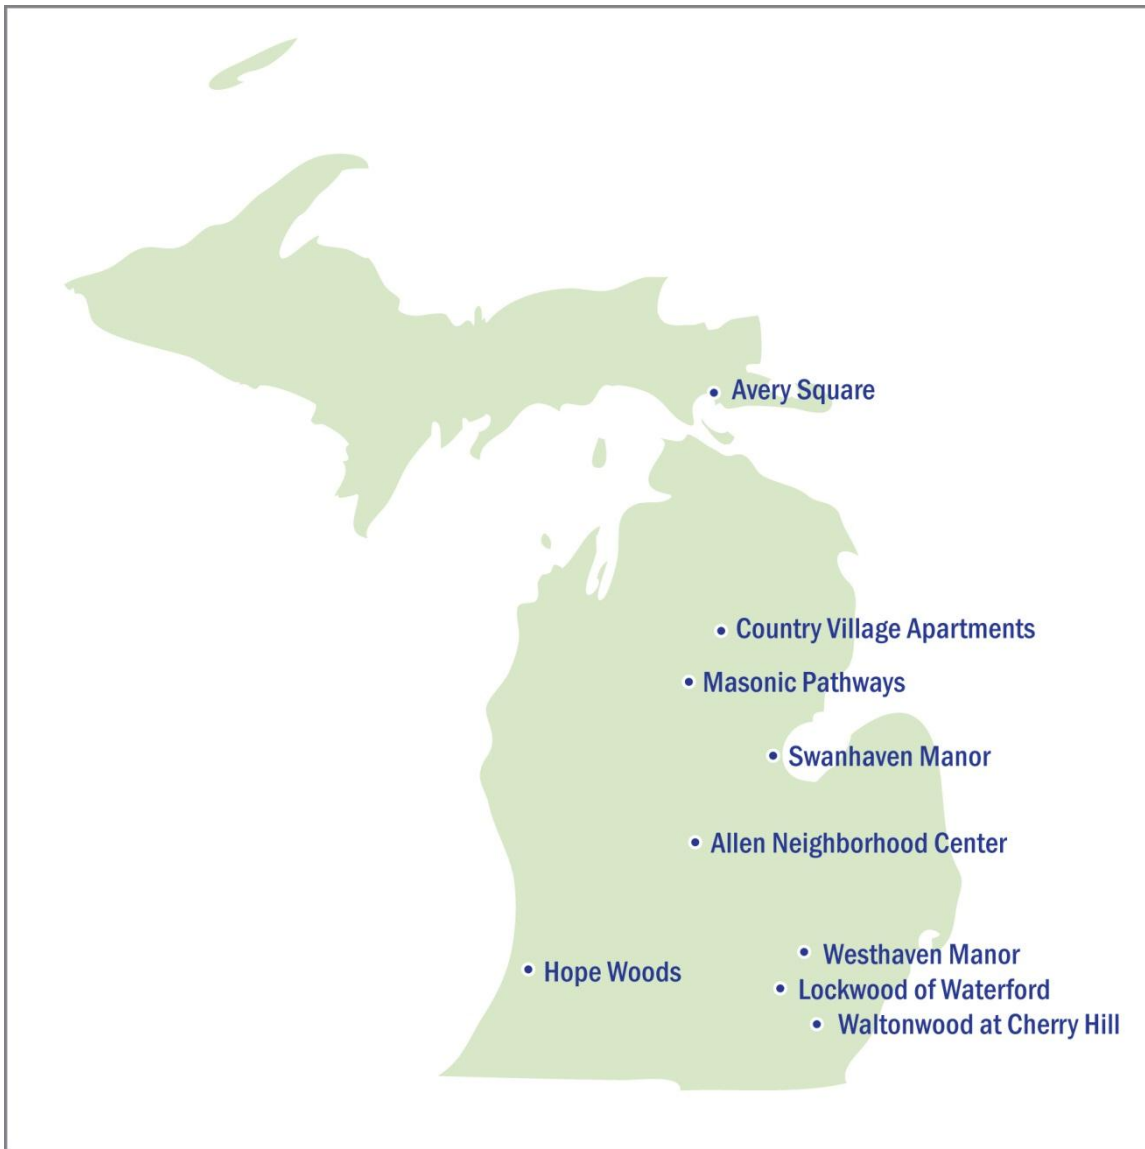 Avery Square
Country Village Apartments
Masonic Pathways
Swanhaven Manor
Allen Neighborhood Center
Westhaven Manor
Hope Woods
Lockwood of Waterford
Waltonwood at Cherry Hill